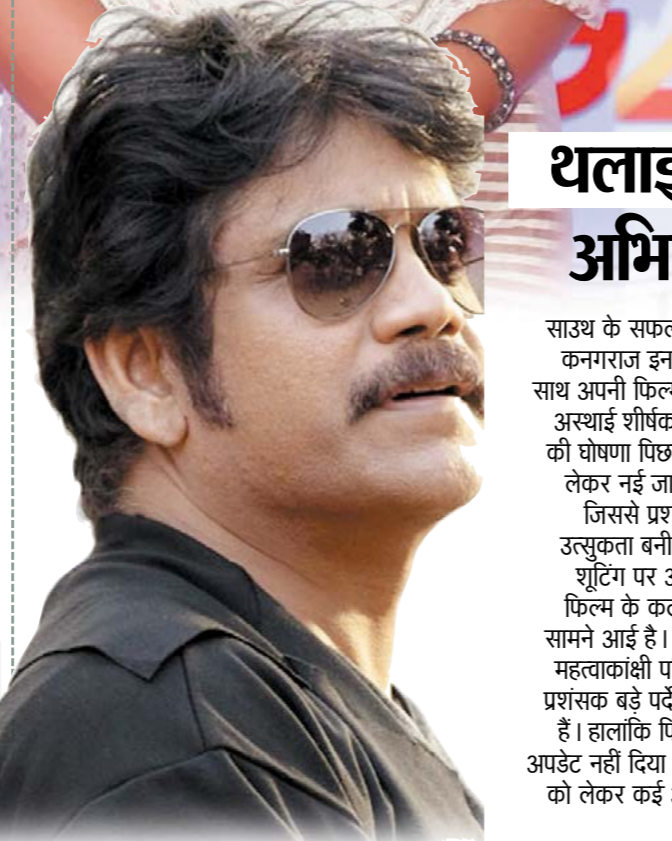 थलाइ
अभि
साउथ के सफल
कनगराज इन
साथ अपनी फिल्
अस्थाई शीर्षक
की घोषणा पिछ
लेकर नई जा
जिससे प्रश
उत्सुकता बनी
शूटिंग पर अ
फिल्म के कल
सामने आई है।
महत्वाकांक्षी प
प्रशंसक बड़े पर्दे
हैं। हालांकि फि
अपडेट नहीं दिया
को लेकर कई